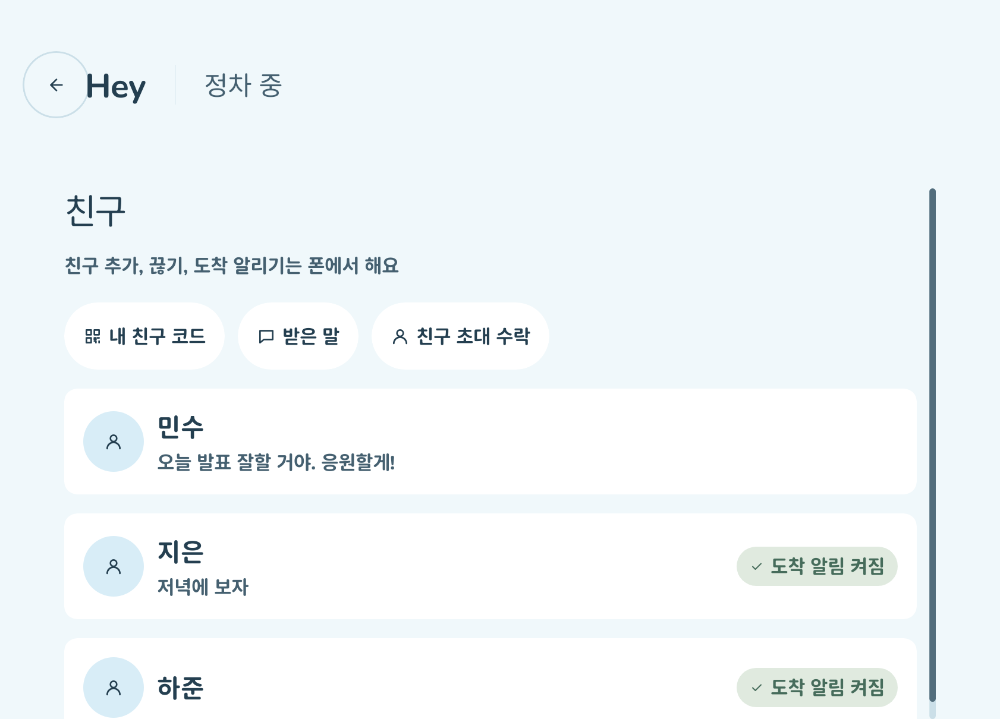 Hey
정차 중
친구
친구 추가, 끊기, 도착 알리기는 폰에서 해요
내 친구 코드
받은 말
친구 초대 수락
민수
오늘 발표 잘할 거야. 응원할게!
지은
저녁에 보자
도착 알림 켜짐
하준
도착 알림 켜짐